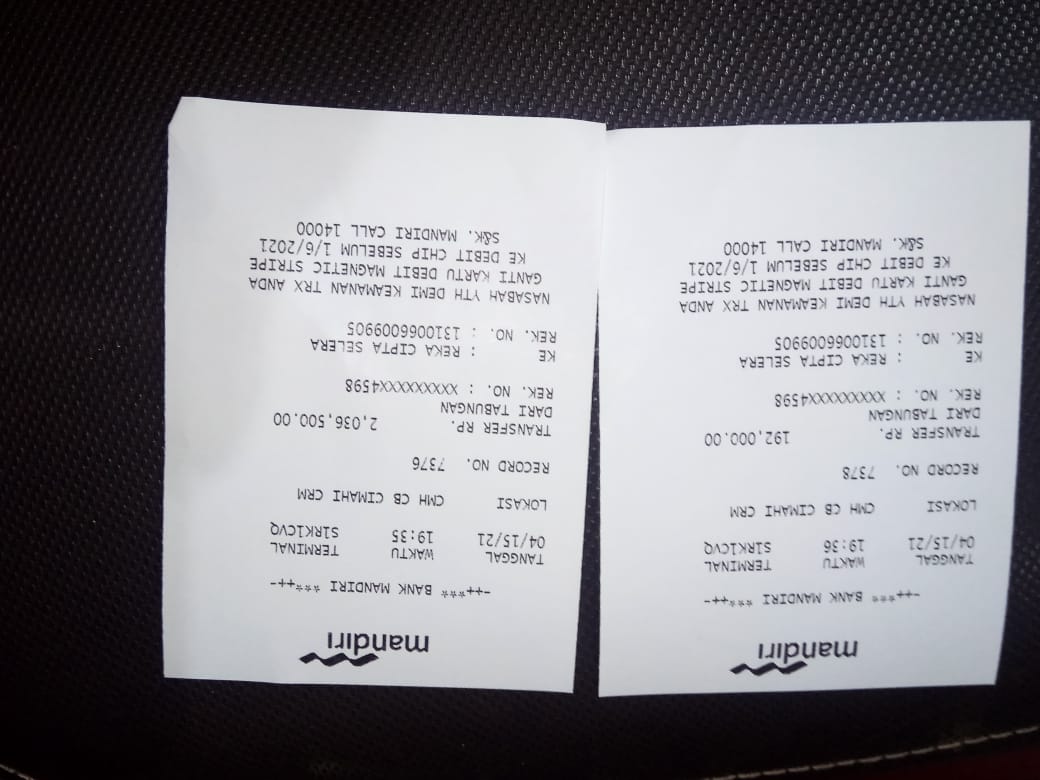 mandiri
-++*** BANK MANDIRI ***++-
TANGGAL WAKTU TERMINAL
04/15/21 19:36 S1RK1CVQ
LOKASI CMH CB CIMAHI CRM
RECORD NO. 7378
TRANSFER RP. 192,000.00
DARI TABUNGAN
REK. NO. : XXXXXXXXX4598
KE : REKA CIPTA SELERA
REK. NO. : 1310066009905
NASABAH YTH DEMI KEAMANAN TRX ANDA
GANTI KARTU DEBIT MAGNETIC STRIPE
KE DEBIT CHIP SEBELUM 1/6/2021
S&K. MANDIRI CALL 14000
mandiri
-++*** BANK MANDIRI ***++-
TANGGAL WAKTU TERMINAL
04/15/21 19:35 S1RK1CVQ
LOKASI CMH CB CIMAHI CRM
RECORD NO. 7376
TRANSFER RP. 2,036,500.00
DARI TABUNGAN
REK. NO. : XXXXXXXXX4598
KE : REKA CIPTA SELERA
REK. NO. : 1310066009905
NASABAH YTH DEMI KEAMANAN TRX ANDA
GANTI KARTU DEBIT MAGNETIC STRIPE
KE DEBIT CHIP SEBELUM 1/6/2021
S&K. MANDIRI CALL 14000